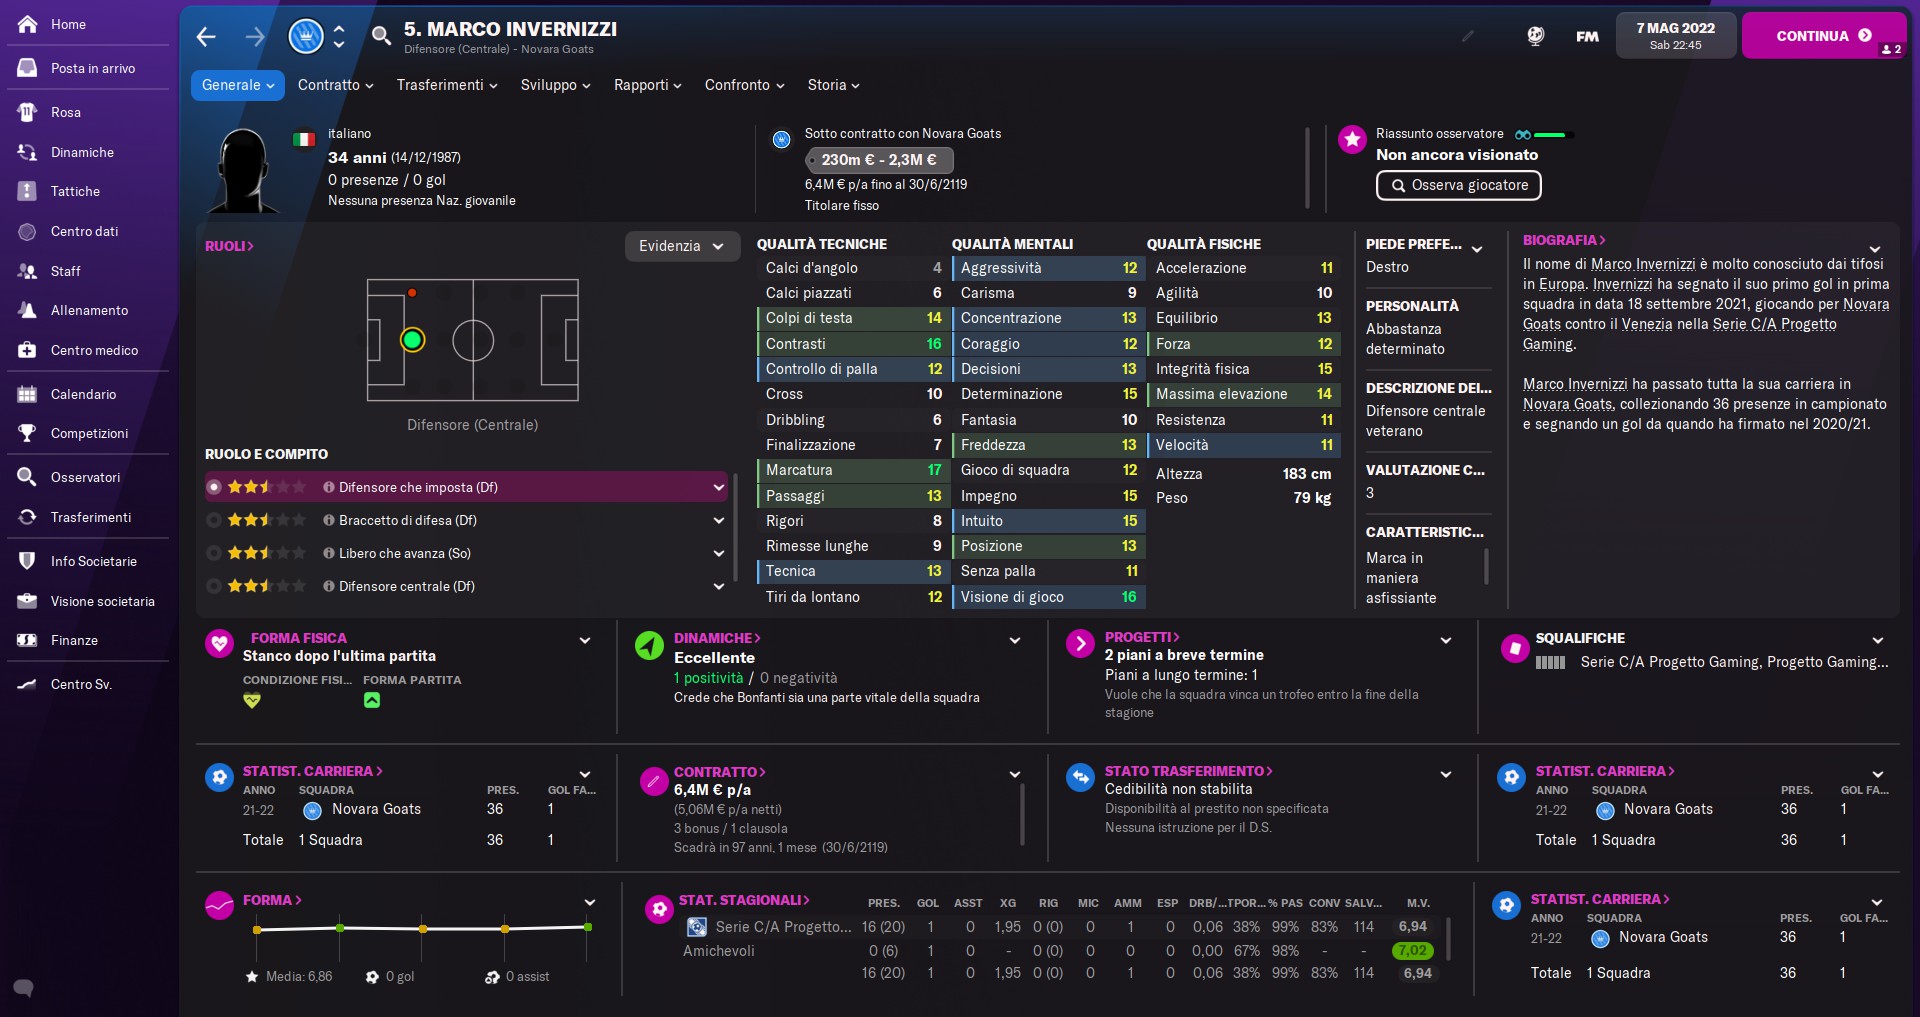 Home
Posta in arrivo
Rosa
Dinamiche
Tattiche
Centro dati
Staff
Allenamento
Centro medico
Calendario
Competizioni
Osservatori
Trasferimenti
Info Societarie
Visione societaria
Finanze
Centro Sv.
5. MARCO INVERNIZZI
Difensore (Centrale) - Novara Goats
FM
7 MAG 2022
Sab 22:45
CONTINUA
2
Generale
Contratto
Trasferimenti
Sviluppo
Rapporti
Confronto
Storia
italiano
34 anni (14/12/1987)
0 presenze / 0 gol
Nessuna presenza Naz. giovanile
Sotto contratto con Novara Goats
230m € - 2,3M €
6,4M € p/a fino al 30/6/2119
Titolare fisso
Riassunto osservatore
Non ancora visionato
Osserva giocatore
RUOLI
Evidenzia
Difensore (Centrale)
RUOLO E COMPITO
Difensore che imposta (Df)
Braccetto di difesa (Df)
Libero che avanza (So)
Difensore centrale (Df)
QUALITÀ TECNICHE
Calci d'angolo 4
Calci piazzati 6
Colpi di testa 14
Contrasti 16
Controllo di palla 12
Cross 10
Dribbling 6
Finalizzazione 7
Marcatura 17
Passaggi 13
Rigori 8
Rimesse lunghe 9
Tecnica 13
Tiri da lontano 12
QUALITÀ MENTALI
Aggressività 12
Carisma 9
Concentrazione 13
Coraggio 12
Decisioni 13
Determinazione 15
Fantasia 10
Freddezza 13
Gioco di squadra 12
Impegno 15
Intuito 15
Posizione 13
Senza palla 11
Visione di gioco 16
QUALITÀ FISICHE
Accelerazione 11
Agilità 10
Equilibrio 13
Forza 12
Integrità fisica 15
Massima elevazione 14
Resistenza 11
Velocità 11
Altezza 183 cm
Peso 79 kg
PIEDE PREFE...
Destro
PERSONALITÀ
Abbastanza
determinato
DESCRIZIONE DEI...
Difensore centrale
veterano
VALUTAZIONE C...
3
CARATTERISTIC...
Marca in
maniera
asfissiante
BIOGRAFIA
Il nome di Marco Invernizzi è molto conosciuto dai tifosi
in Europa. Invernizzi ha segnato il suo primo gol in prima
squadra in data 18 settembre 2021, giocando per Novara
Goats contro il Venezia nella Serie C/A Progetto
Gaming.
Marco Invernizzi ha passato tutta la sua carriera in
Novara Goats, collezionando 36 presenze in campionato
e segnando un gol da quando ha firmato nel 2020/21.
FORMA FISICA
Stanco dopo l'ultima partita
CONDIZIONE FISI... FORMA PARTITA
DINAMICHE
Eccellente
1 positività / 0 negatività
Crede che Bonfanti sia una parte vitale della squadra
PROGETTI
2 piani a breve termine
Piani a lungo termine: 1
Vuole che la squadra vinca un trofeo entro la fine della
stagione
SQUALIFICHE
Serie C/A Progetto Gaming, Progetto Gaming...
STATIST. CARRIERA
ANNO SQUADRA PRES. GOL FA...
21-22 Novara Goats 36 1
Totale 1 Squadra 36 1
CONTRATTO
6,4M € p/a
(5,06M € p/a netti)
3 bonus / 1 clausola
Scadrà in 97 anni, 1 mese (30/6/2119)
STATO TRASFERIMENTO
Cedibilità non stabilita
Disponibilità al prestito non specificata
Nessuna istruzione per il D.S.
STATIST. CARRIERA
ANNO SQUADRA PRES. GOL FA...
21-22 Novara Goats 36 1
Totale 1 Squadra 36 1
FORMA
Media: 6,86 0 gol 0 assist
STAT. STAGIONALI PRES. GOL ASST XG RIG MIC AMM ESP DRB/... TPOR... % PAS CONV SALV... M.V.
Serie C/A Progetto... 16 (20) 1 0 1,95 0 (0) 0 1 0 0,06 38% 99% 83% 114 6,94
Amichevoli 0 (6) 1 0 - 0 (0) 0 0 0 0,00 67% 98% - - 7,02
16 (20) 1 0 1,95 0 (0) 0 1 0 0,06 38% 99% 83% 114 6,94
STATIST. CARRIERA
ANNO SQUADRA PRES. GOL FA...
21-22 Novara Goats 36 1
Totale 1 Squadra 36 1